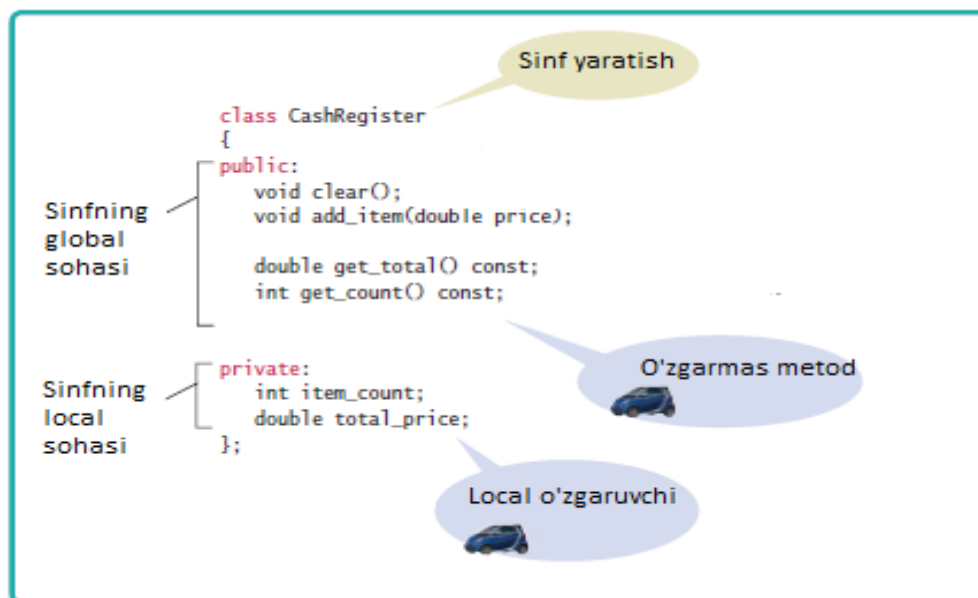 Sinf yaratish
class CashRegister
{
public:
void clear();
void add_item(double price);
double get_total() const;
int get_count() const;
Sinfning
global
sohasi
O'zgarmas metod
private:
int item_count;
double total_price;
};
Sinfning
local
sohasi
Local o'zgaruvchi